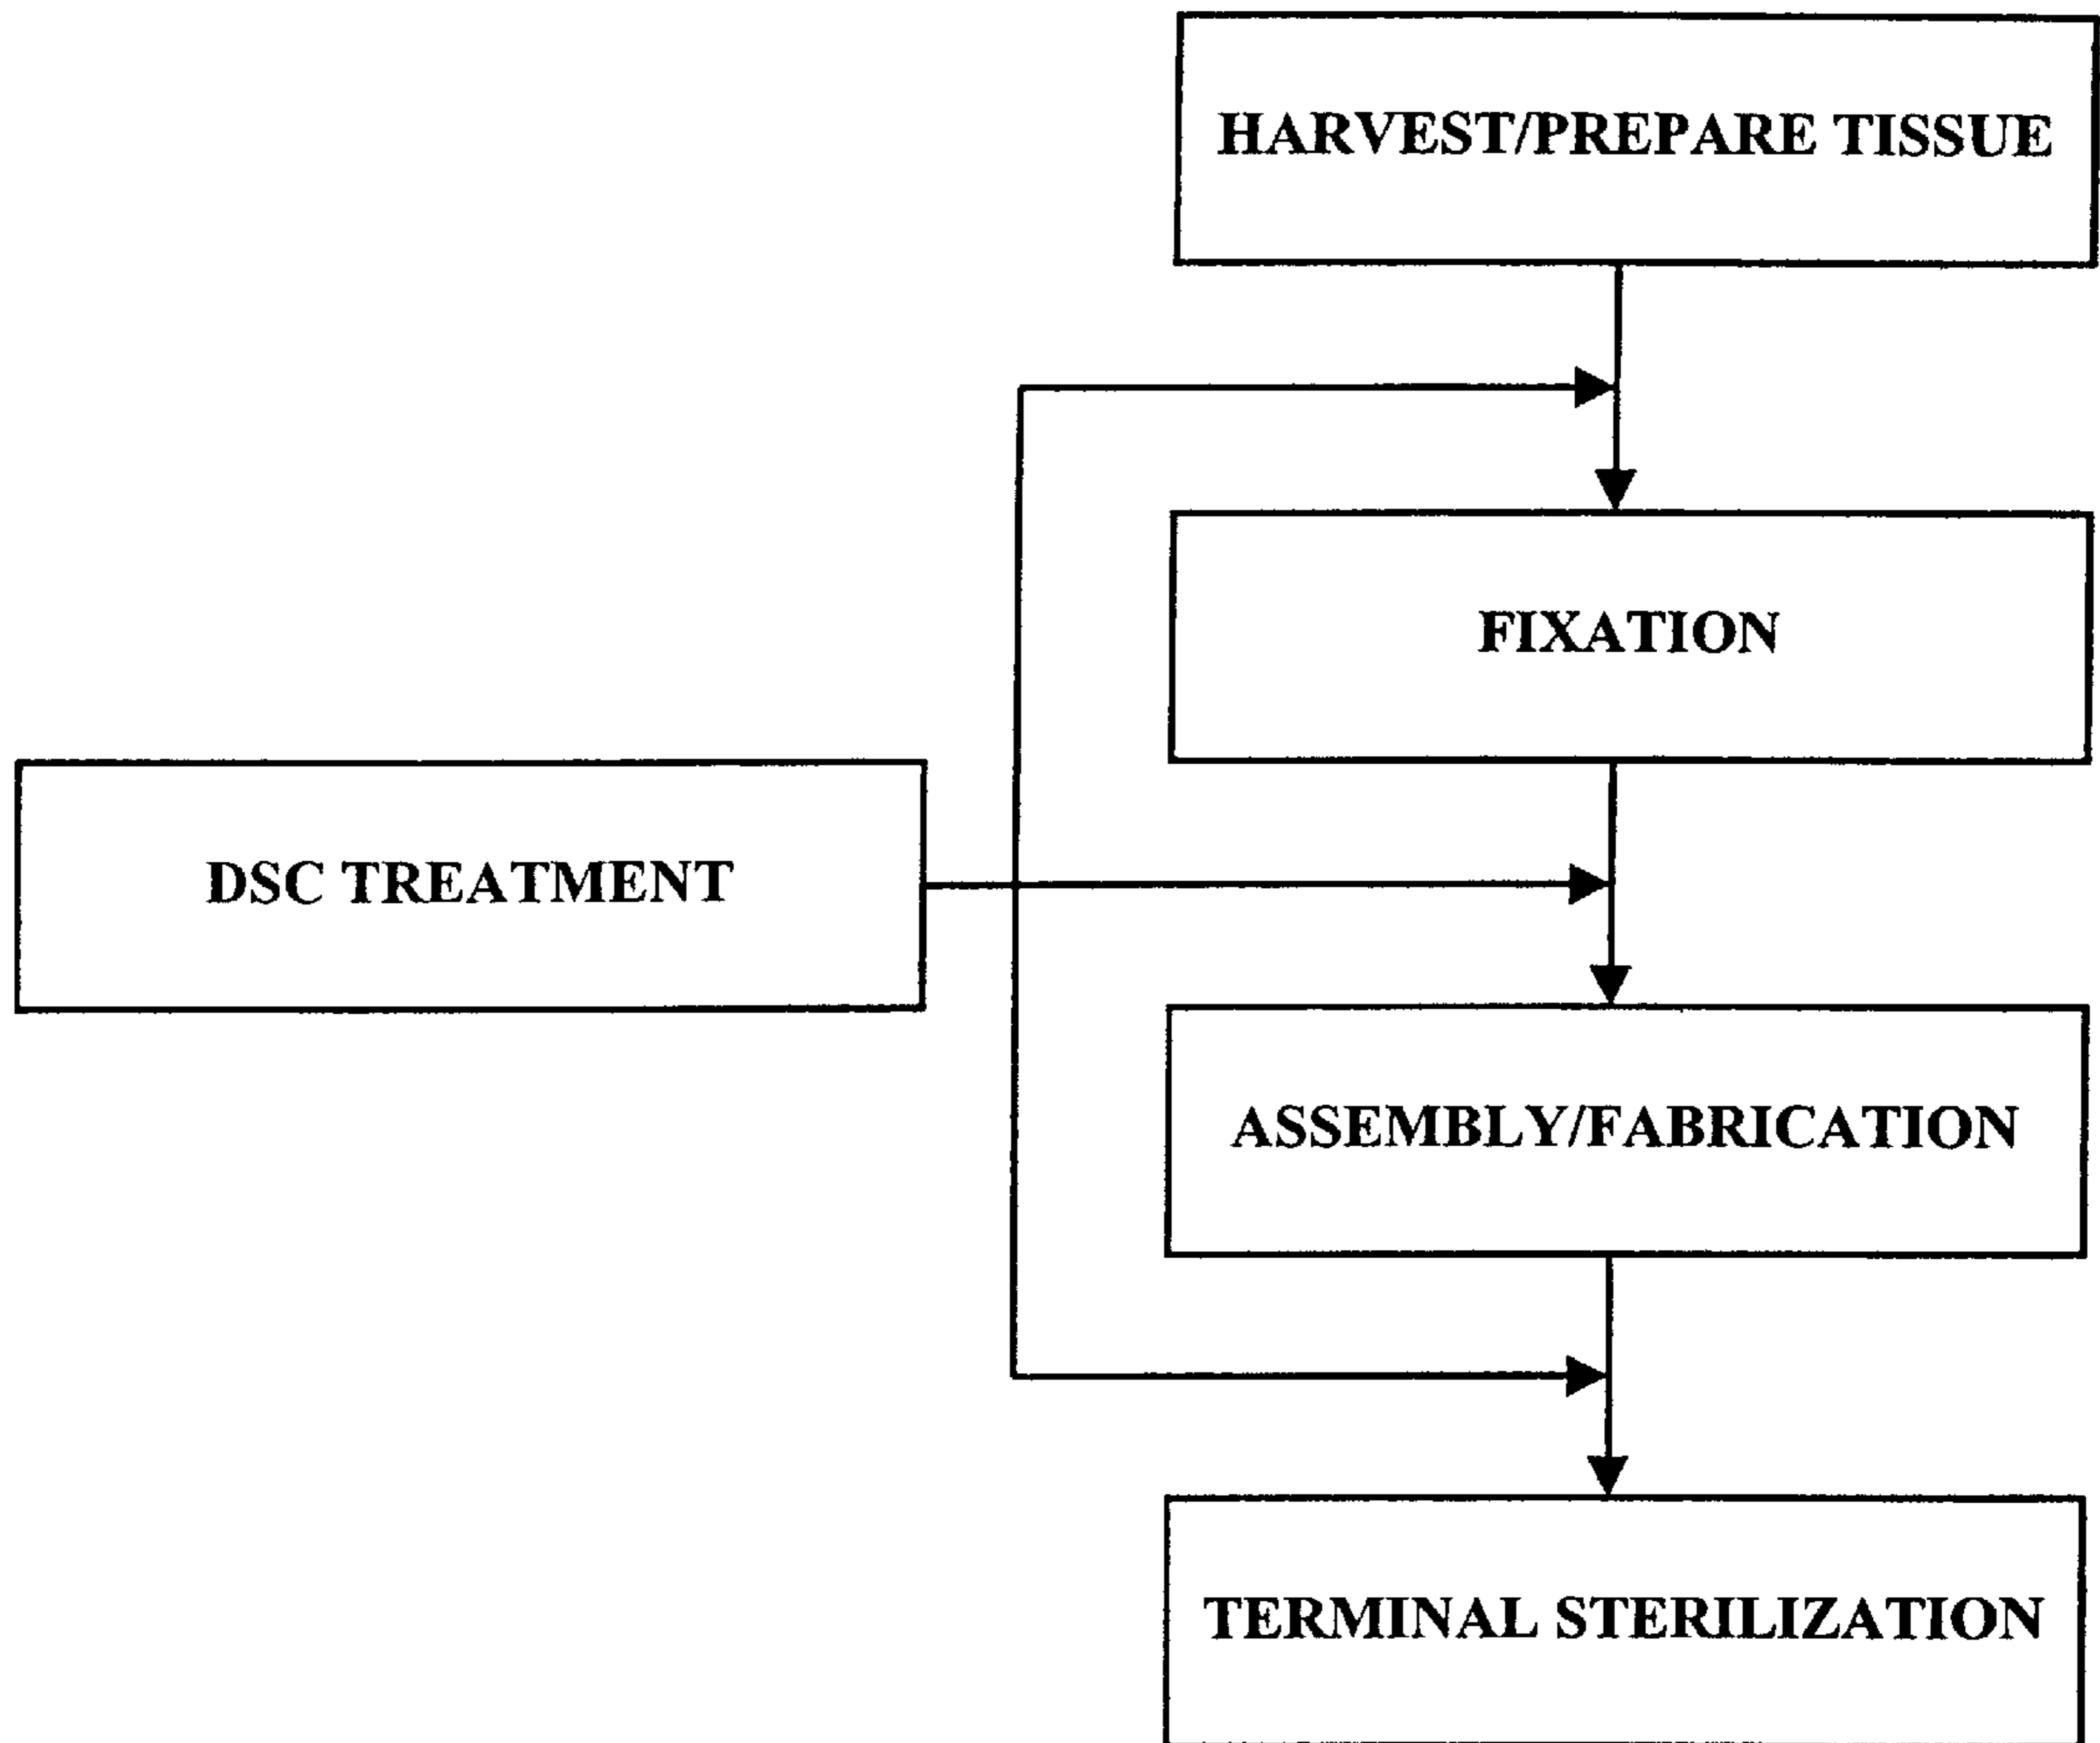 HARVEST/PREPARE TISSUE
FIXATION
DSC TREATMENT
ASSEMBLY/FABRICATION
TERMINAL STERILIZATION